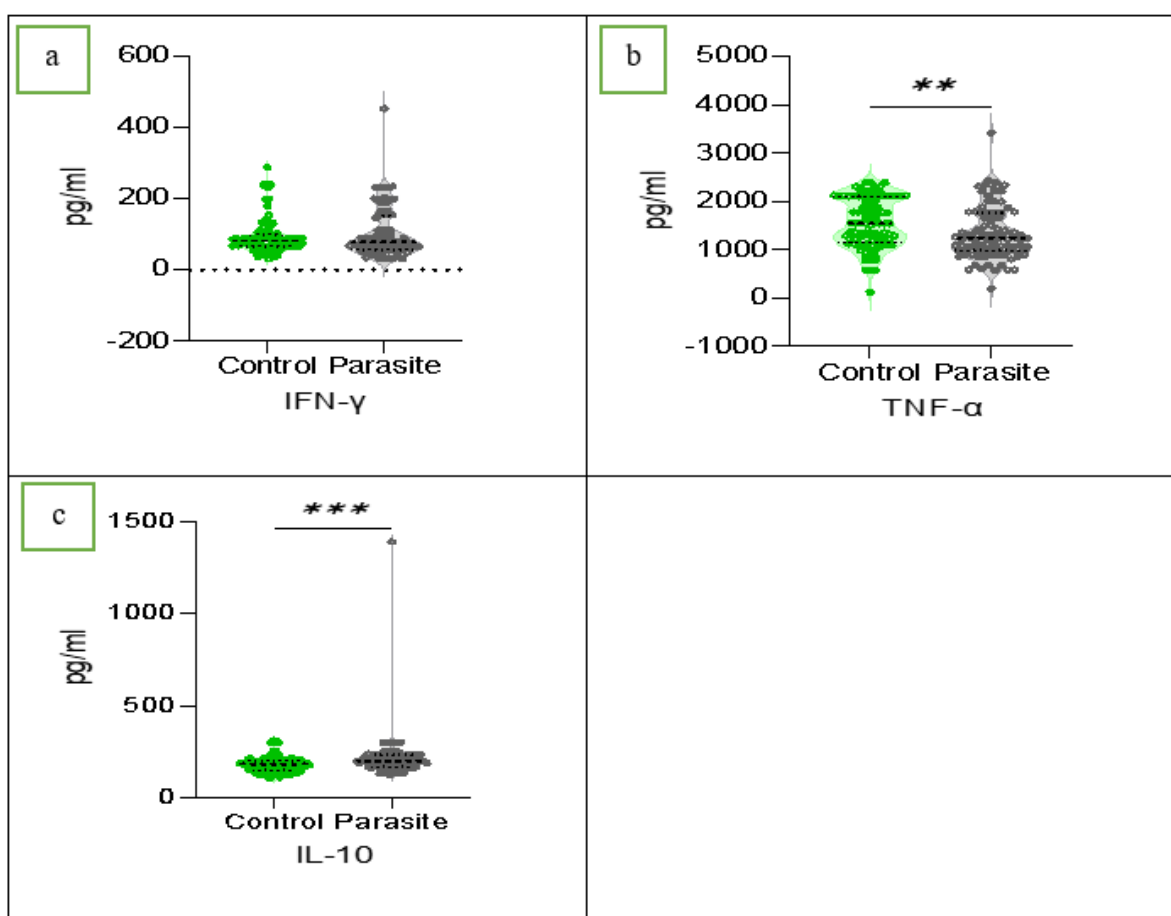 a
600
400
200
0
-200
pg/ml
Control Parasite
IFN-γ
b
5000
4000
3000
2000
1000
0
-1000
pg/ml
**
Control Parasite
TNF-α
c
1500
1000
500
0
pg/ml
***
Control Parasite
IL-10